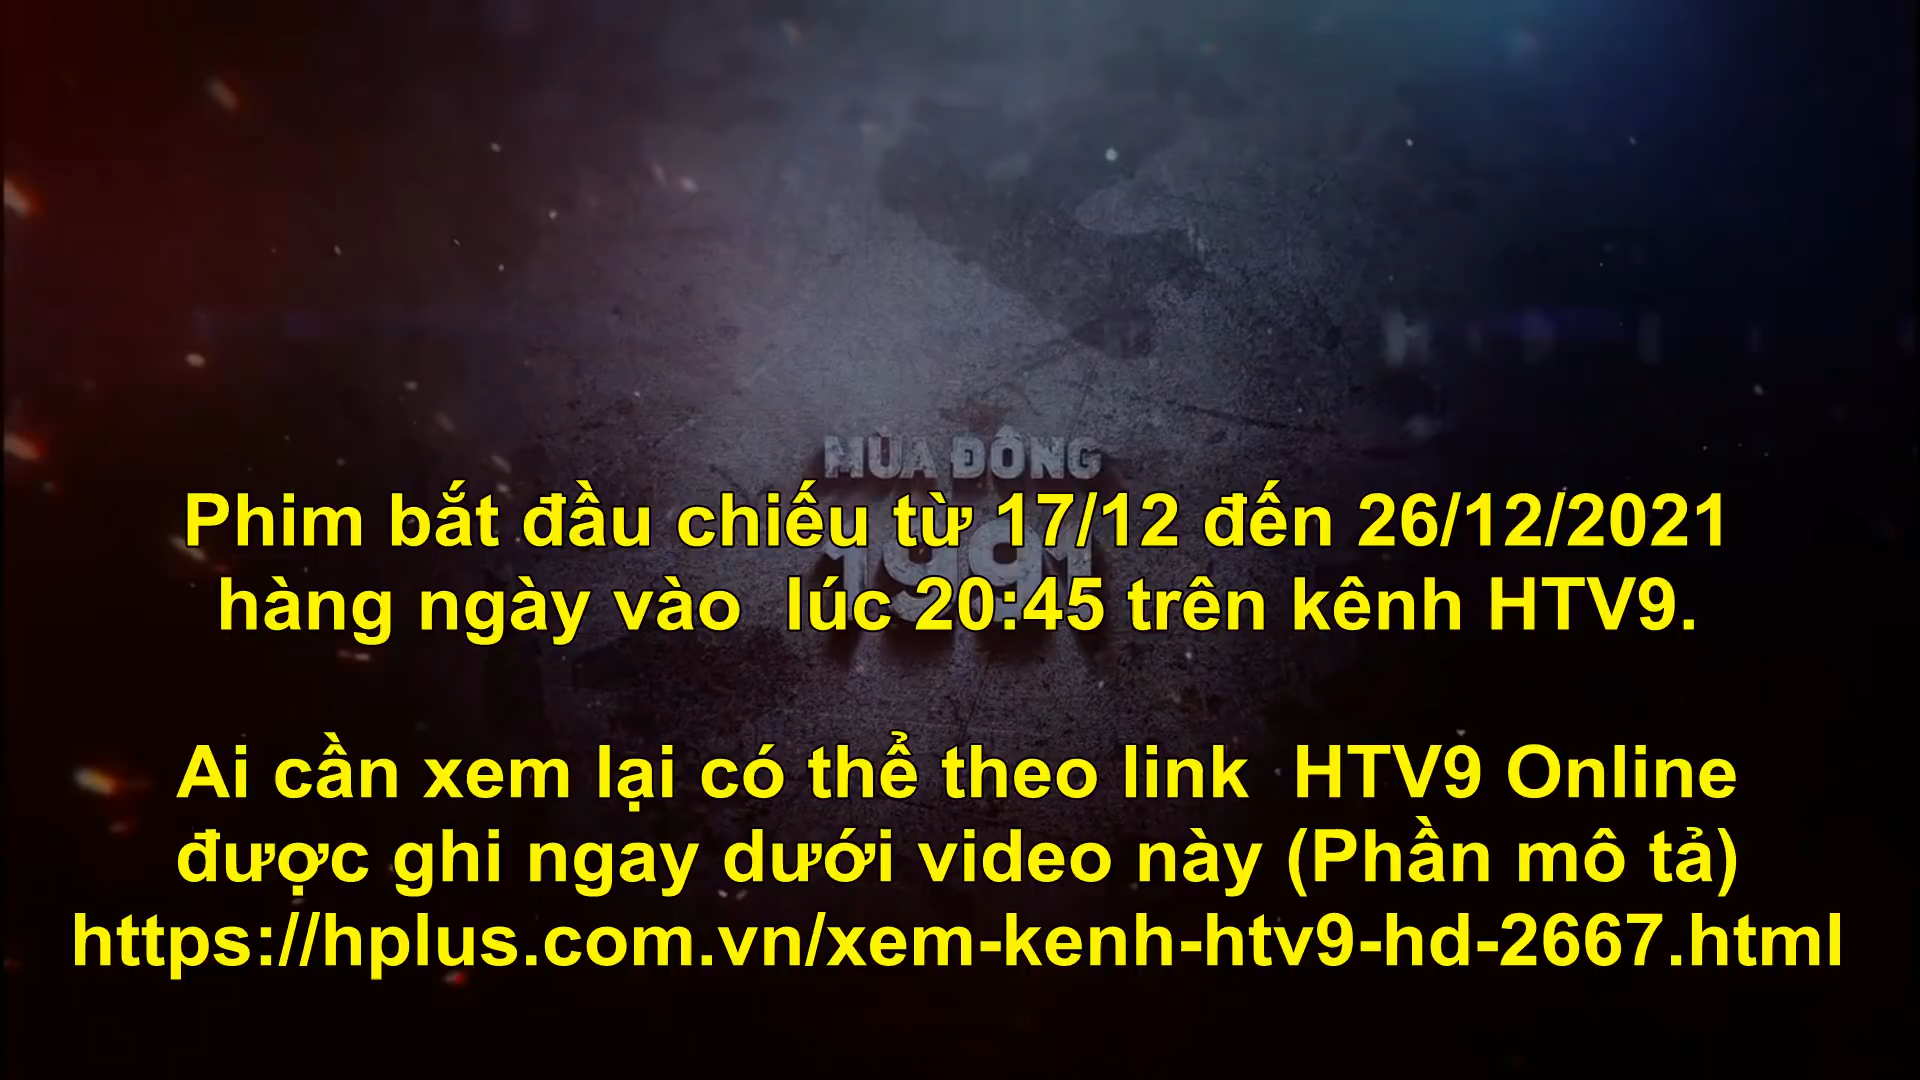 MÙA ĐÔNG
1991
Phim bắt đầu chiếu từ 17/12 đến 26/12/2021
hàng ngày vào  lúc 20:45 trên kênh HTV9.
Ai cần xem lại có thể theo link  HTV9 Online
được ghi ngay dưới video này (Phần mô tả)
https://hplus.com.vn/xem-kenh-htv9-hd-2667.html